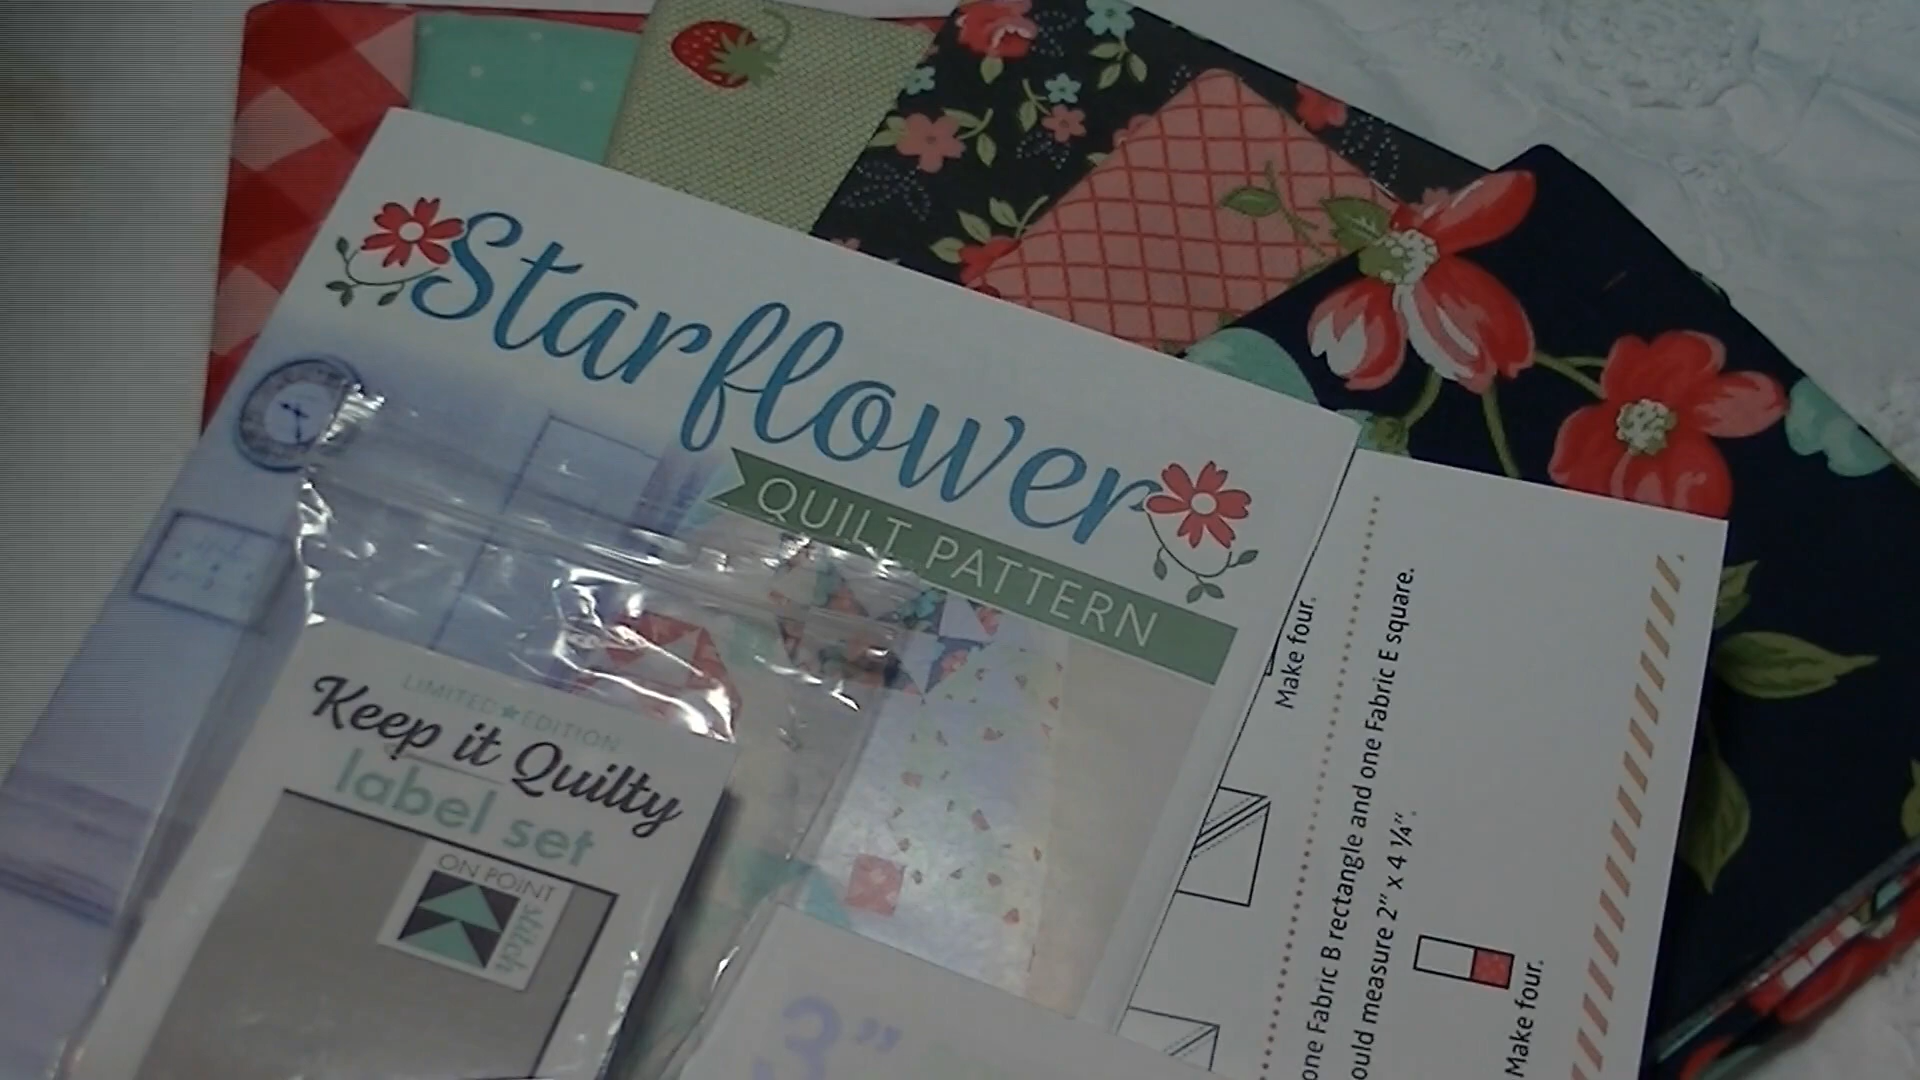 Starflower
QUILT PATTERN
LIMITED EDITION
Keep it Quilty
label set
ON POINT
stitch
3"
Make four.
one Fabric B rectangle and one Fabric E square.
ould measure 2" x 4 ¼".
Make four.